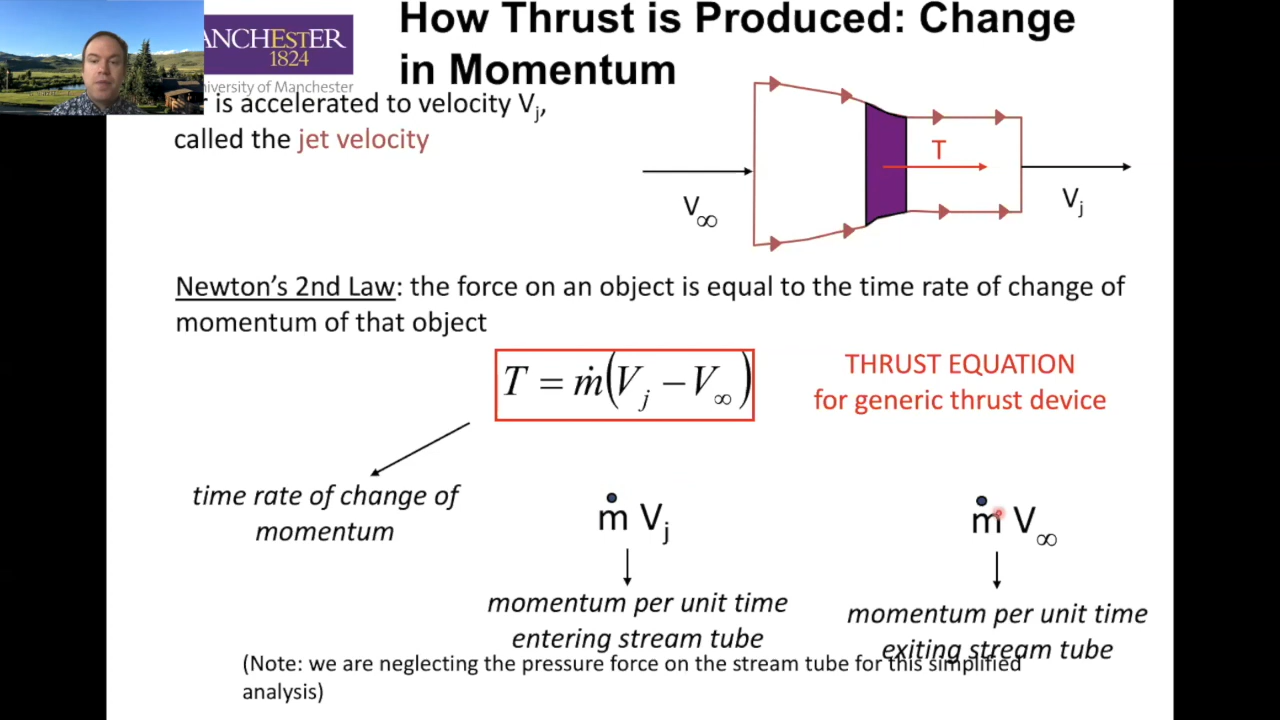 How Thrust is Produced: Change
in Momentum
ANCHESTER
1824
niversity of Manchester
r is accelerated to velocity Vj,
called the jet velocity
T
V∞
Vj
Newton's 2nd Law: the force on an object is equal to the time rate of change of
momentum of that object
T = ṁ(Vj − V∞)
THRUST EQUATION
for generic thrust device
time rate of change of
momentum
ṁ Vj
ṁ V∞
momentum per unit time
entering stream tube
momentum per unit time
exiting stream tube
(Note: we are neglecting the pressure force on the stream tube for this simplified
analysis)